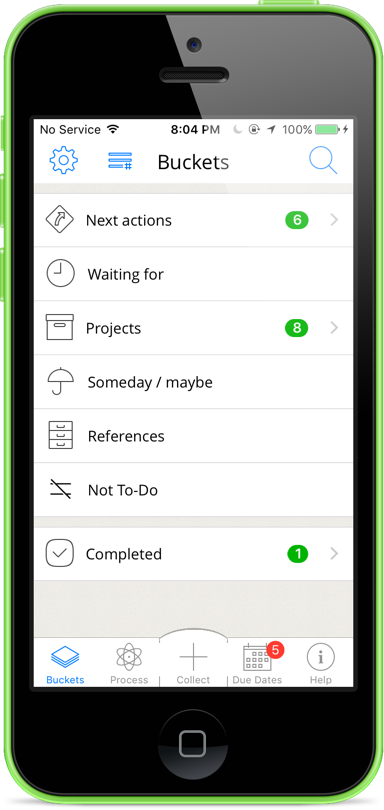 No Service 8:04 PM 100%
Buckets
Next actions 6
Waiting for
Projects 8
Someday / maybe
References
Not To-Do
Completed 1
5
Buckets Process Collect Due Dates Help